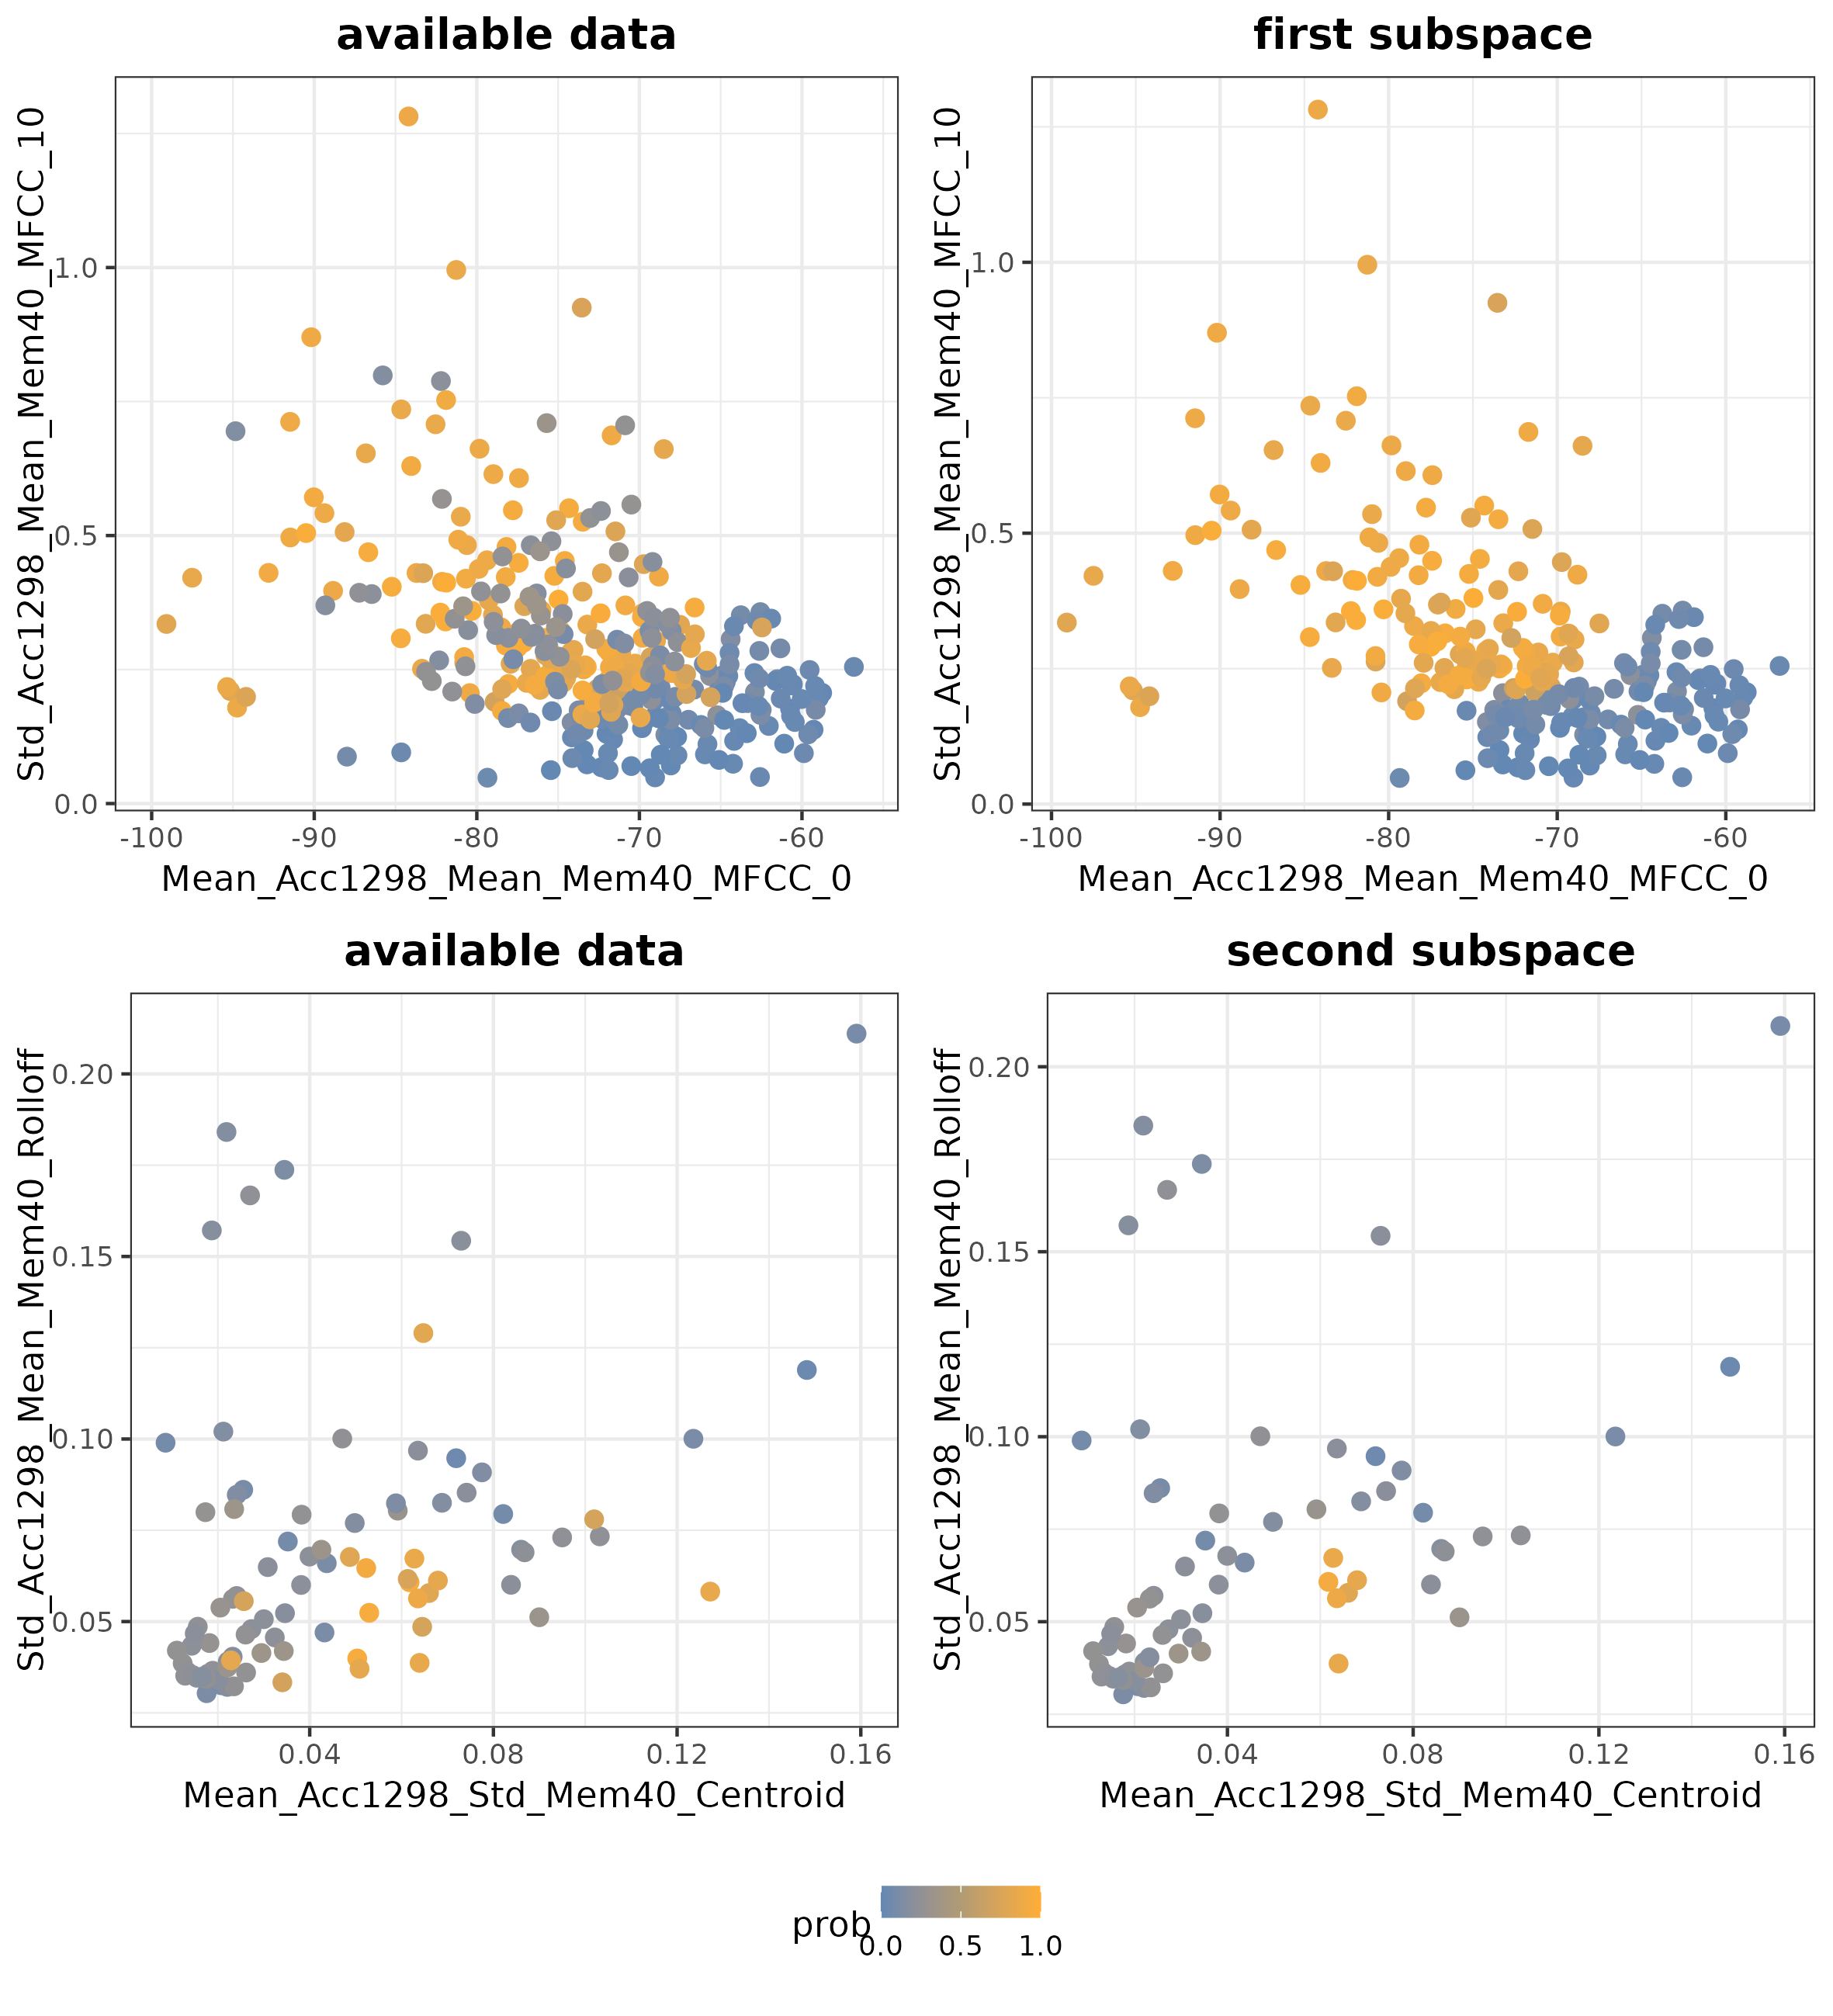 available data
first subspace
Std_Acc1298_Mean_Mem40_MFCC_10
1.0
0.5
0.0
-100 -90 -80 -70 -60
Mean_Acc1298_Mean_Mem40_MFCC_0
Std_Acc1298_Mean_Mem40_MFCC_10
1.0
0.5
0.0
-100 -90 -80 -70 -60
Mean_Acc1298_Mean_Mem40_MFCC_0
available data
second subspace
Std_Acc1298_Mean_Mem40_Rolloff
0.20
0.15
0.10
0.05
0.04 0.08 0.12 0.16
Mean_Acc1298_Std_Mem40_Centroid
Std_Acc1298_Mean_Mem40_Rolloff
0.20
0.15
0.10
0.05
0.04 0.08 0.12 0.16
Mean_Acc1298_Std_Mem40_Centroid
prob
0.0 0.5 1.0